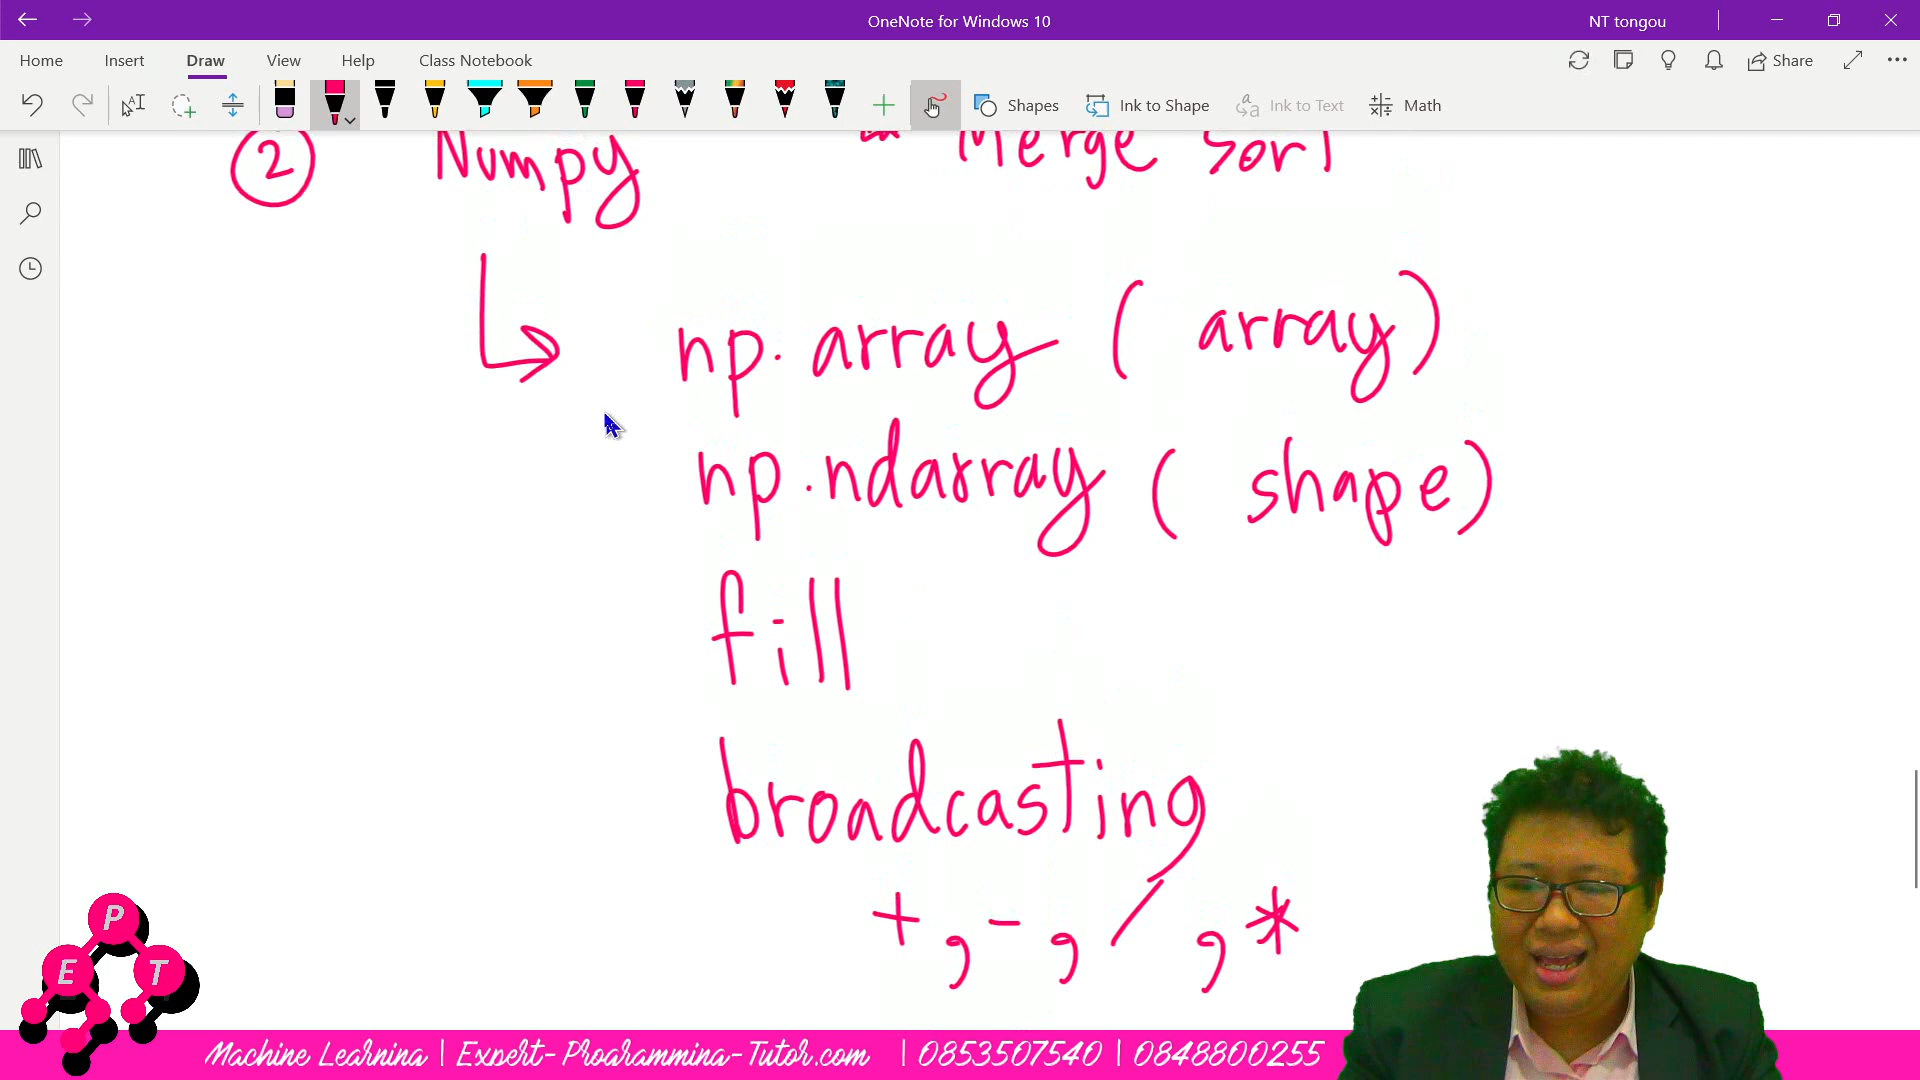 OneNote for Windows 10
NT tongou
Home Insert Draw View Help Class Notebook
Share
Shapes Ink to Shape Ink to Text Math
2 Numpy Merge Sort
np.array ( array )
np.ndarray ( shape )
fill
broadcasting
+ , - , / , *
P
E T
Machine Learning | Expert-Programming-Tutor.com | 0853507540 | 0848800255